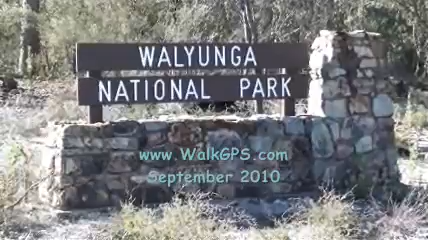 WALYUNGA
NATIONAL PARK
www.WalkGPS.com
September 2010